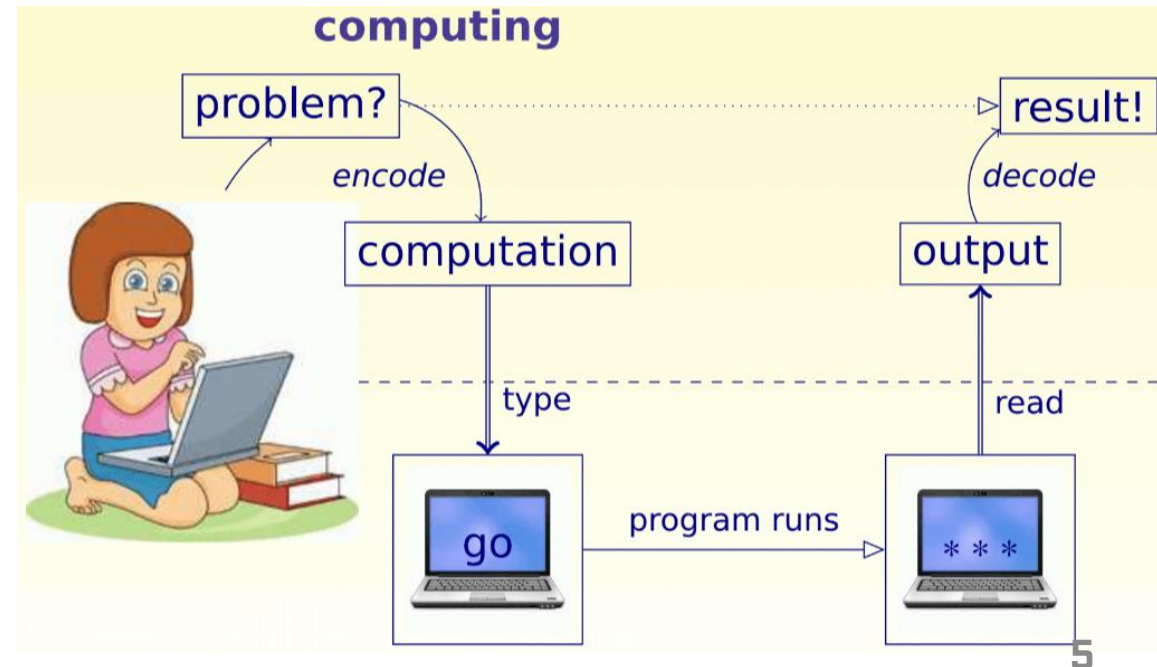 computing
problem?
result!
encode
decode
computation
output
type
read
go
program runs
* * *
5